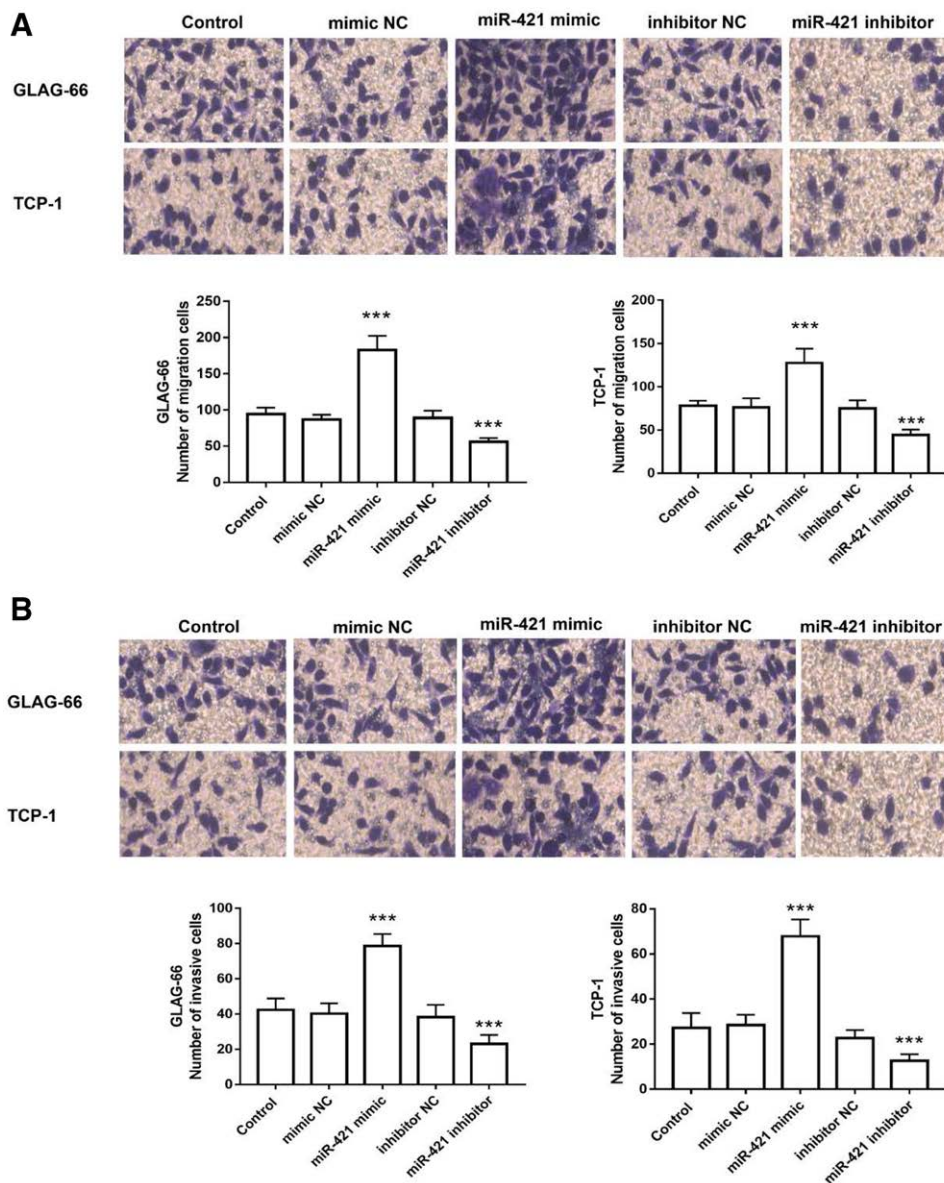 A
Control mimic NC miR-421 mimic inhibitor NC miR-421 inhibitor
GLAG-66
TCP-1
GLAG-66
Number of migration cells
250
200
150
100
50
0
***
***
Control
mimic NC
miR-421 mimic
inhibitor NC
miR-421 inhibitor
TCP-1
Number of migration cells
200
150
100
50
0
***
***
Control
mimic NC
miR-421 mimic
inhibitor NC
miR-421 inhibitor
B
Control mimic NC miR-421 mimic inhibitor NC miR-421 inhibitor
GLAG-66
TCP-1
GLAG-66
Number of invasive cells
100
80
60
40
20
0
***
***
Control
mimic NC
miR-421 mimic
inhibitor NC
miR-421 inhibitor
TCP-1
Number of invasive cells
80
60
40
20
0
***
***
Control
mimic NC
miR-421 mimic
inhibitor NC
miR-421 inhibitor